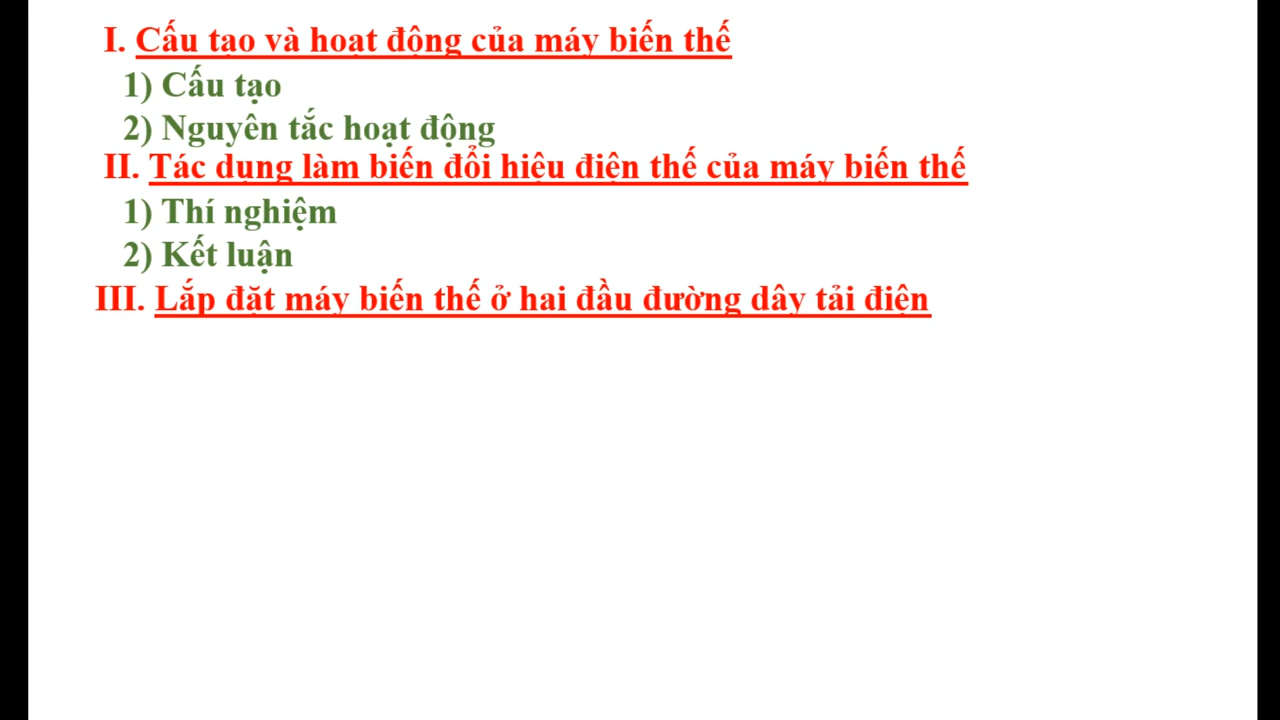 I. Cấu tạo và hoạt động của máy biến thế
1) Cấu tạo
2) Nguyên tắc hoạt động
II. Tác dụng làm biến đổi hiệu điện thế của máy biến thế
1) Thí nghiệm
2) Kết luận
III. Lắp đặt máy biến thế ở hai đầu đường dây tải điện